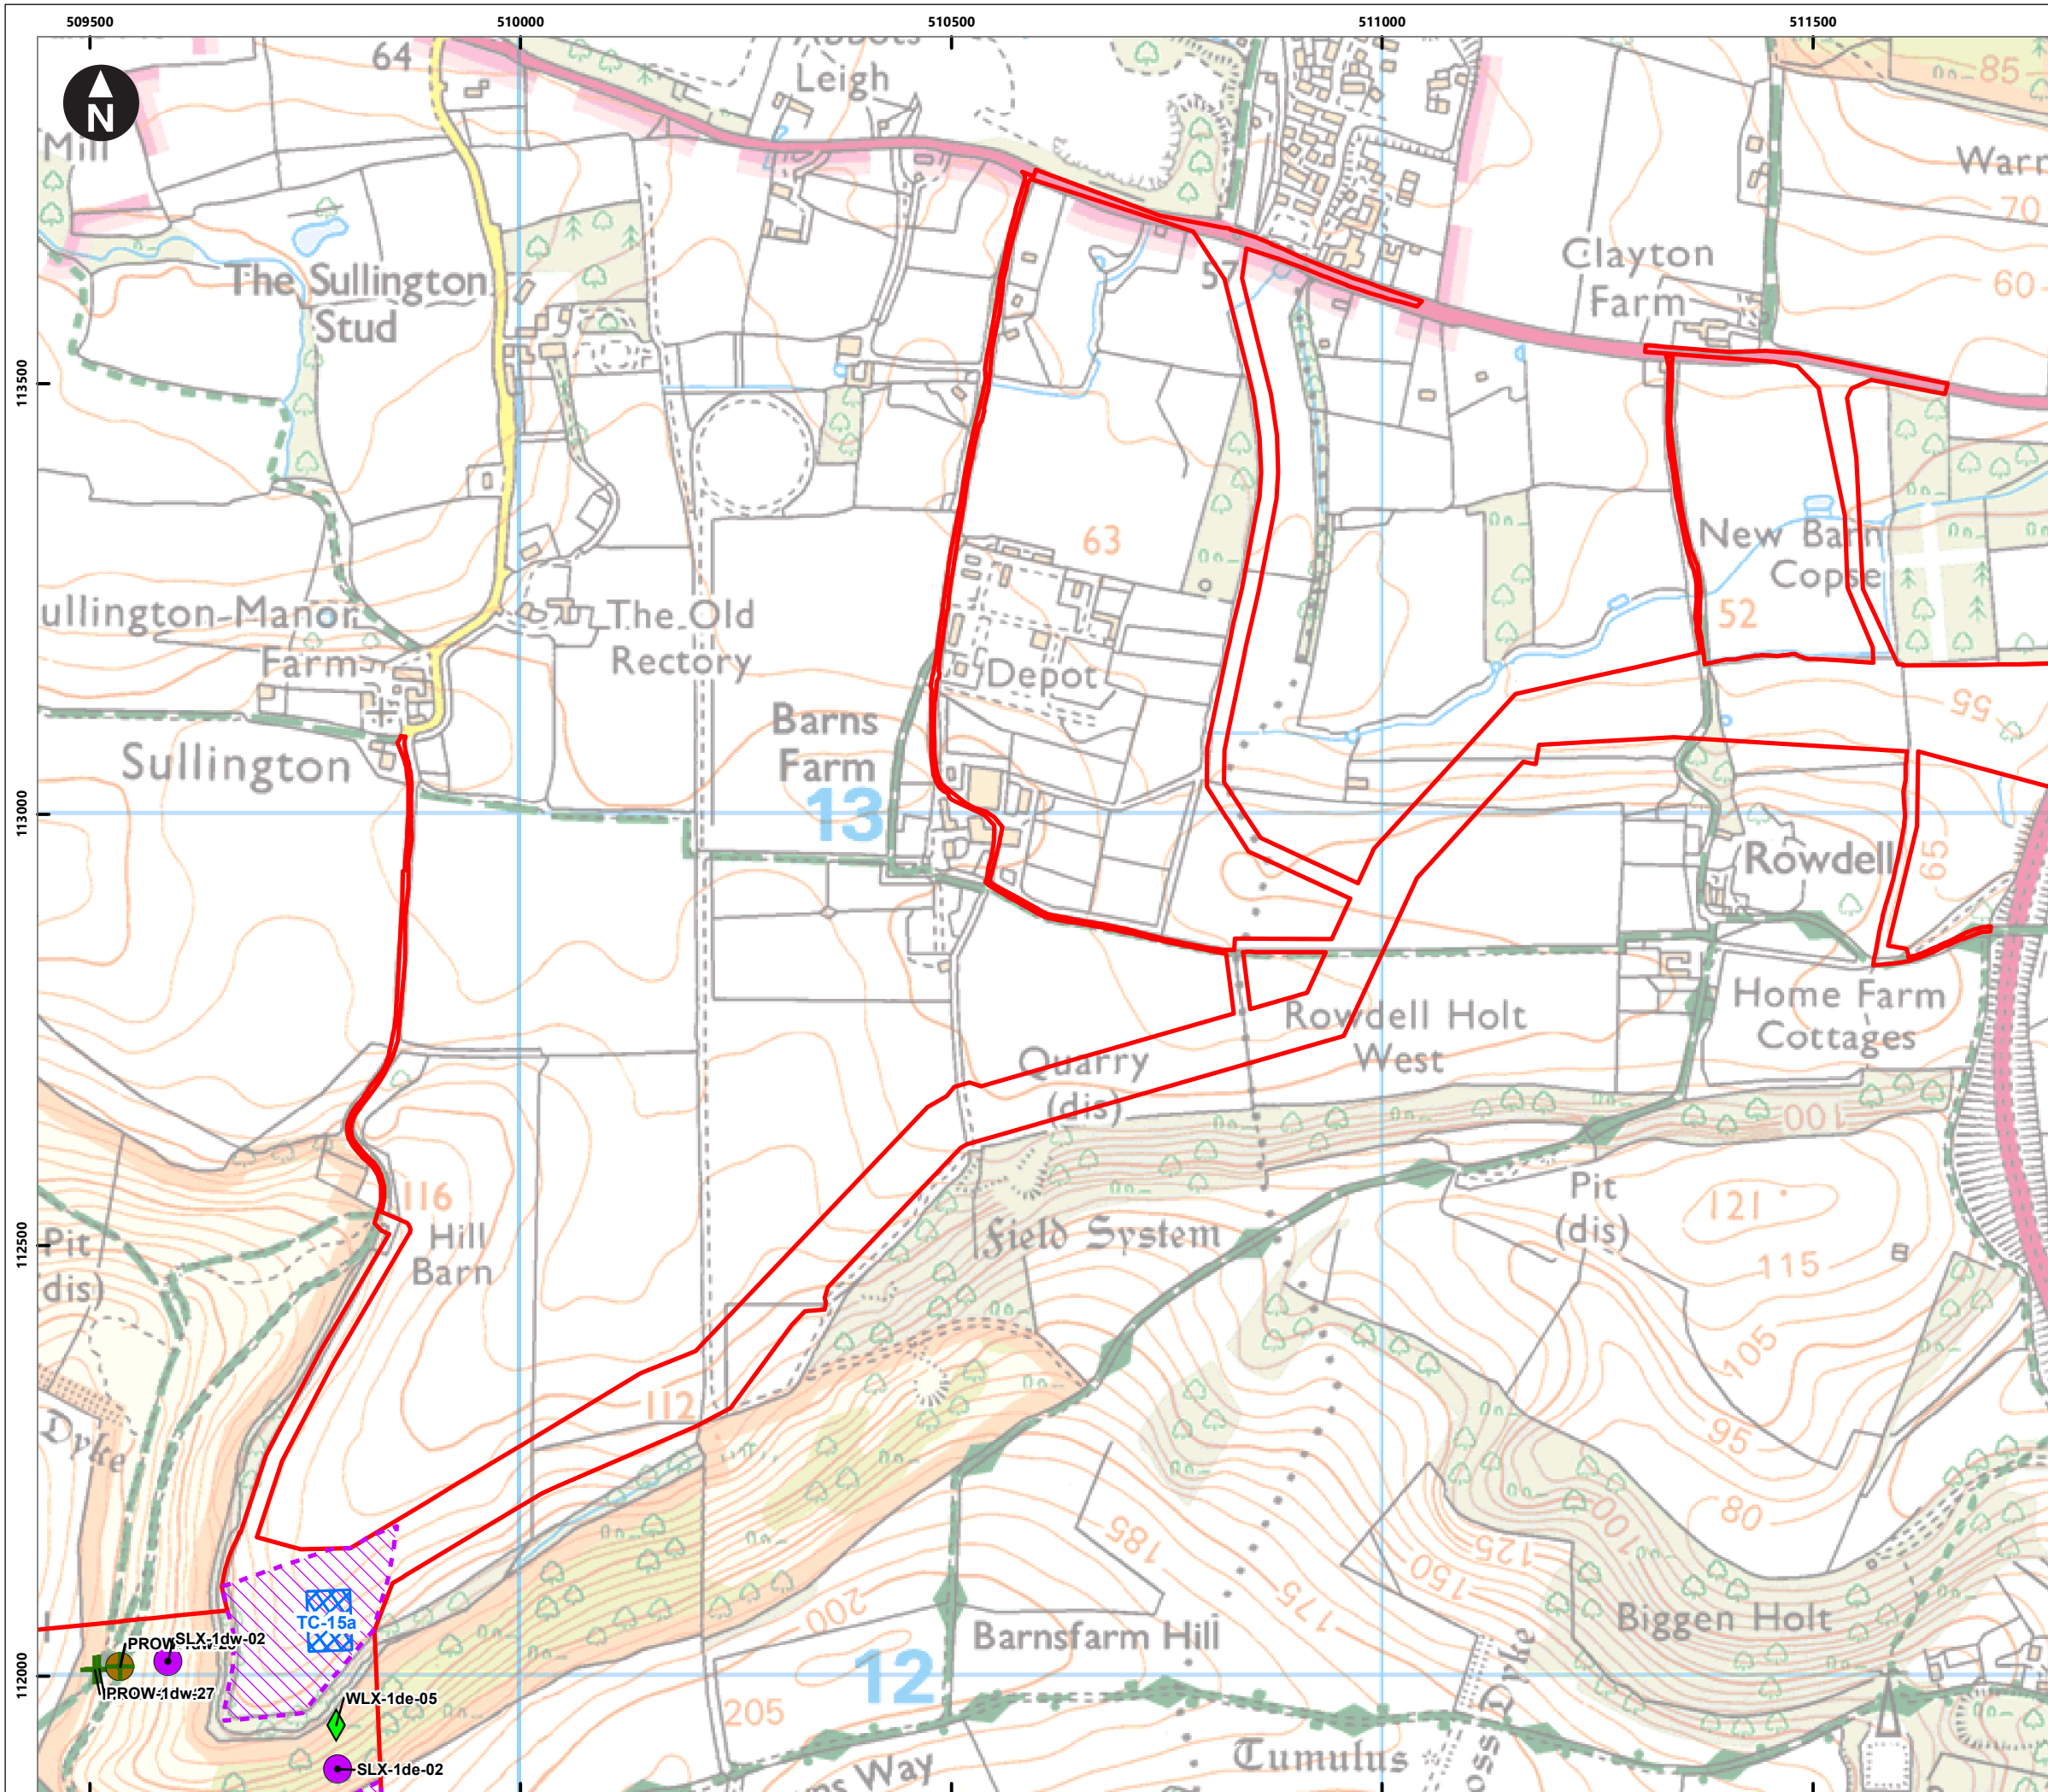 509500
510000
510500
511000
511500
113500
113000
112500
112000
N
64
Leigh
85
Mill
Warn
70
60
Clayton
Farm
57
The Sullington
Stud
63
New Barn
Copse
52
ullington Manor
Farm
The Old
Rectory
Depot
55
Barns
Farm
13
Sullington
Rowdell
65
Home Farm
Cottages
Rowdell Holt
West
Quarry
(dis)
100
116
Hill
Barn
Pit
dis)
Field System
Pit
(dis)
121
115
105
Dyke
112
95
80
100
125
150
175
185
200
205
TC-15a
SLX-1dw-02
PROW-1dw-27
WLX-1de-05
SLX-1de-02
Barnsfarm Hill
12
Biggen Holt
Tumulus
Dyke
Way